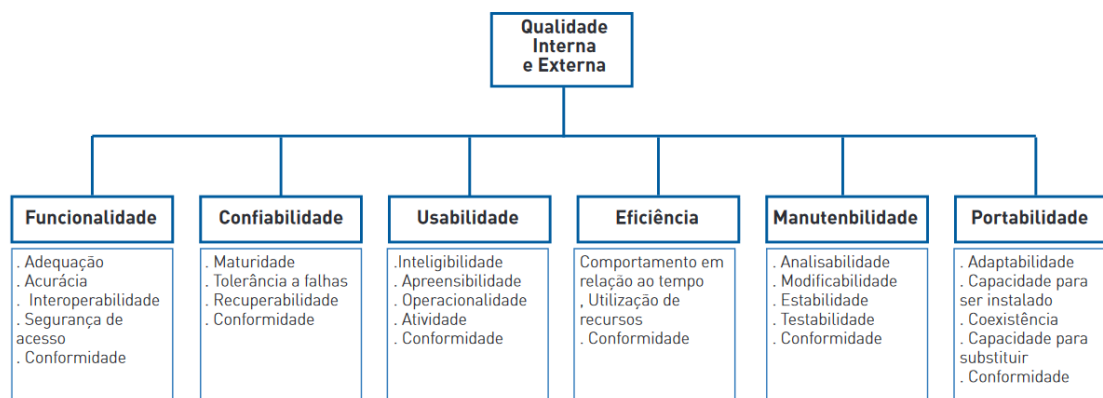 Qualidade
Interna
e Externa
Funcionalidade
. Adequação
. Acurácia
. Interoperabilidade
. Segurança de
acesso
. Conformidade
Confiabilidade
. Maturidade
. Tolerância a falhas
. Recuperabilidade
. Conformidade
Usabilidade
.Inteligibilidade
. Apreensibilidade
. Operacionalidade
. Atividade
. Conformidade
Eficiência
Comportamento em
relação ao tempo
, Utilização de
recursos
. Conformidade
Manutenbilidade
. Analisabilidade
. Modificabilidade
. Estabilidade
. Testabilidade
. Conformidade
Portabilidade
. Adaptabilidade
. Capacidade para
ser instalado
. Coexistência
. Capacidade para
substituir
. Conformidade